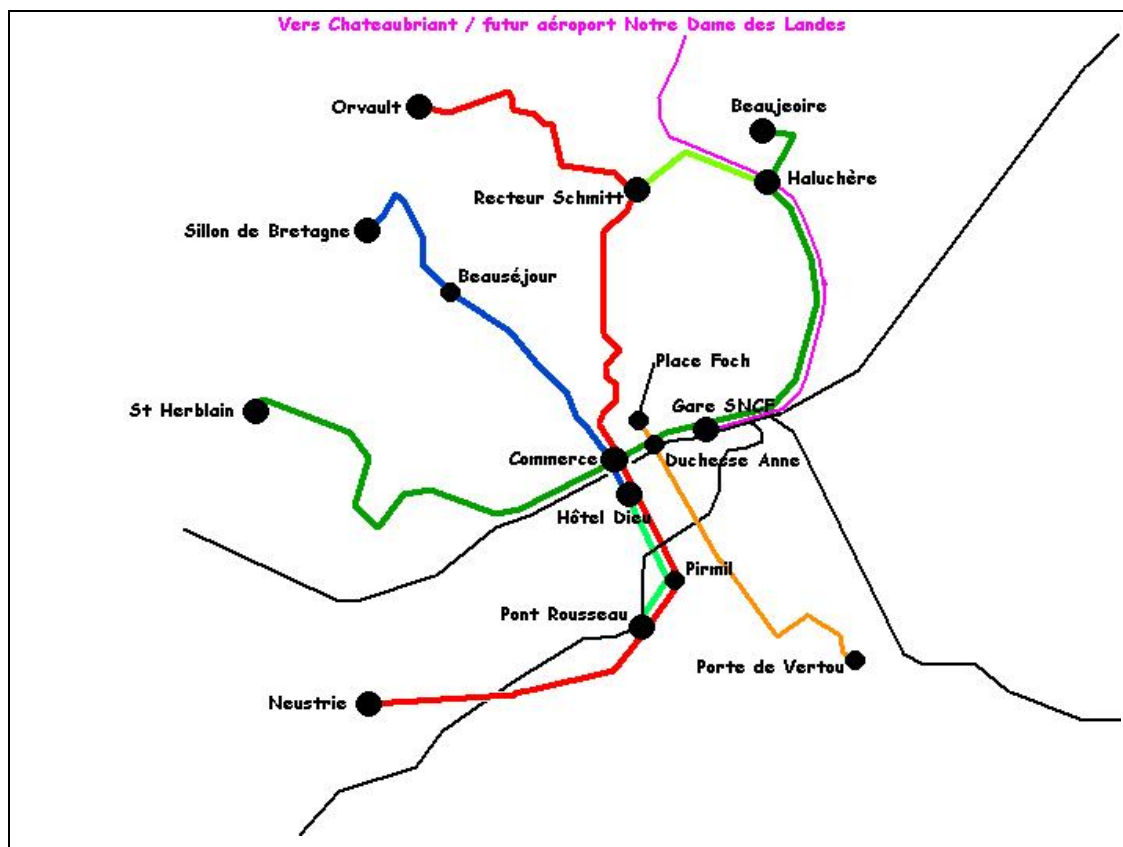 Vers Chateaubriant / futur aéroport Notre Dame des Landes
Orvault
Beaujeoire
Haluchère
Recteur Schmitt
Sillon de Bretagne
Beauséjour
Place Foch
St Herblain
Gare SNCF
Commerce
Duchesse Anne
Hôtel Dieu
Pirmil
Pont Rousseau
Porte de Vertou
Neustrie